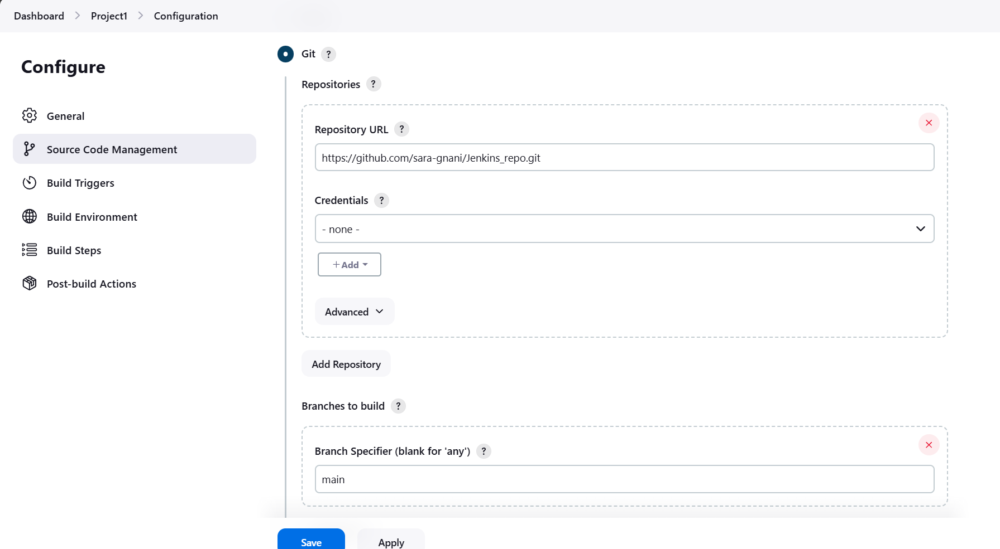 Dashboard > Project1 > Configuration
Configure
General
Source Code Management
Build Triggers
Build Environment
Build Steps
Post-build Actions
Git ?
Repositories ?
Repository URL ?
https://github.com/sara-gnani/Jenkins_repo.git
Credentials ?
- none -
+ Add
Advanced
Add Repository
Branches to build ?
Branch Specifier (blank for 'any') ?
main
Save Apply